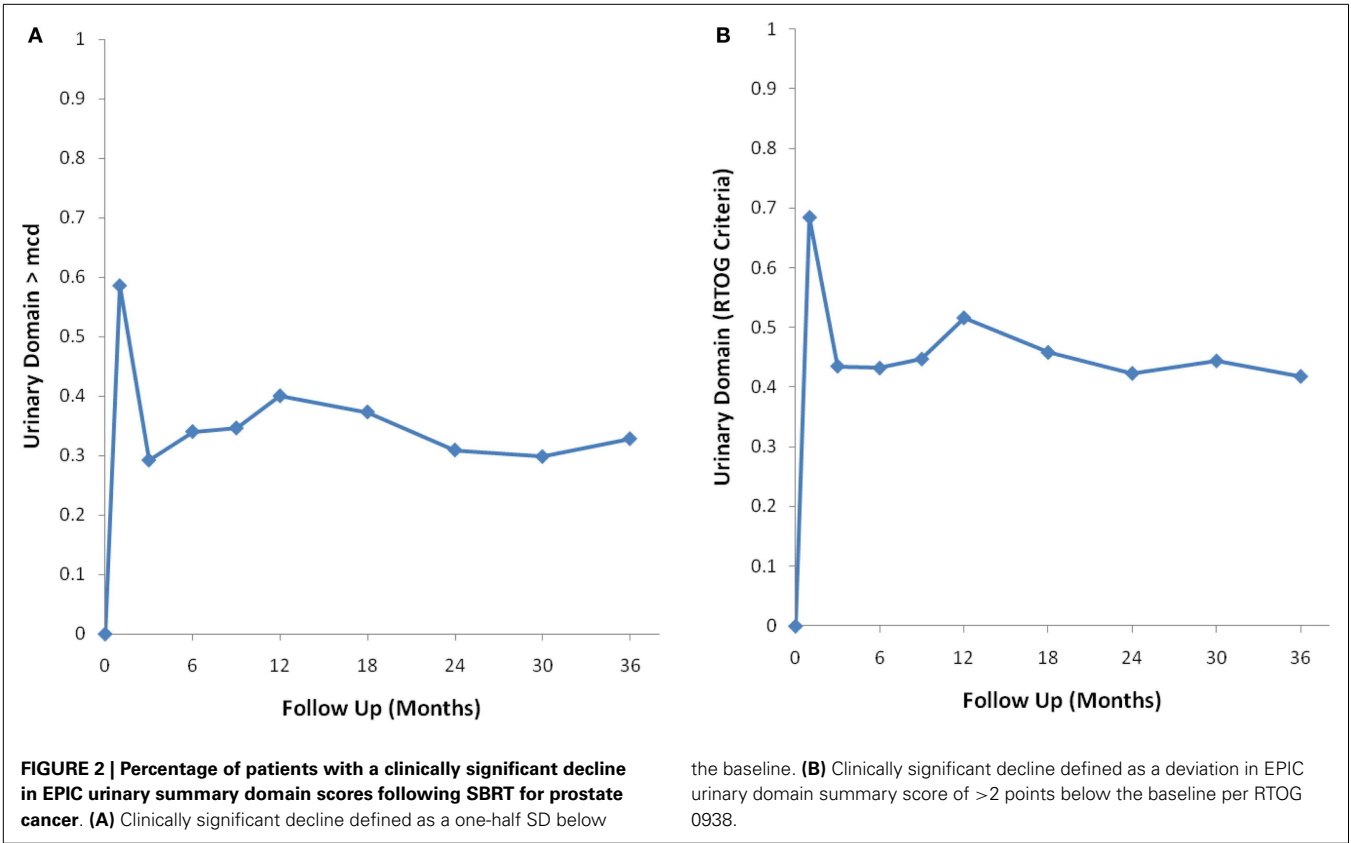 A
1
0.9
0.8
0.7
0.6
0.5
0.4
0.3
0.2
0.1
0
Urinary Domain > mcd
0 6 12 18 24 30 36
Follow Up (Months)
B
1
0.9
0.8
0.7
0.6
0.5
0.4
0.3
0.2
0.1
0
Urinary Domain (RTOG Criteria)
0 6 12 18 24 30 36
Follow Up (Months)
FIGURE 2 | Percentage of patients with a clinically significant decline
in EPIC urinary summary domain scores following SBRT for prostate
cancer. (A) Clinically significant decline defined as a one-half SD below
the baseline. (B) Clinically significant decline defined as a deviation in EPIC
urinary domain summary score of >2 points below the baseline per RTOG
0938.